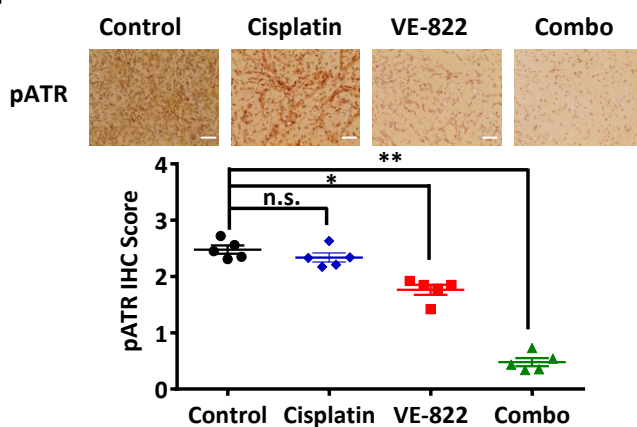 Control Cisplatin VE-822 Combo
pATR
**
*
n.s.
pATR IHC Score
4
3
2
1
0
Control Cisplatin VE-822 Combo